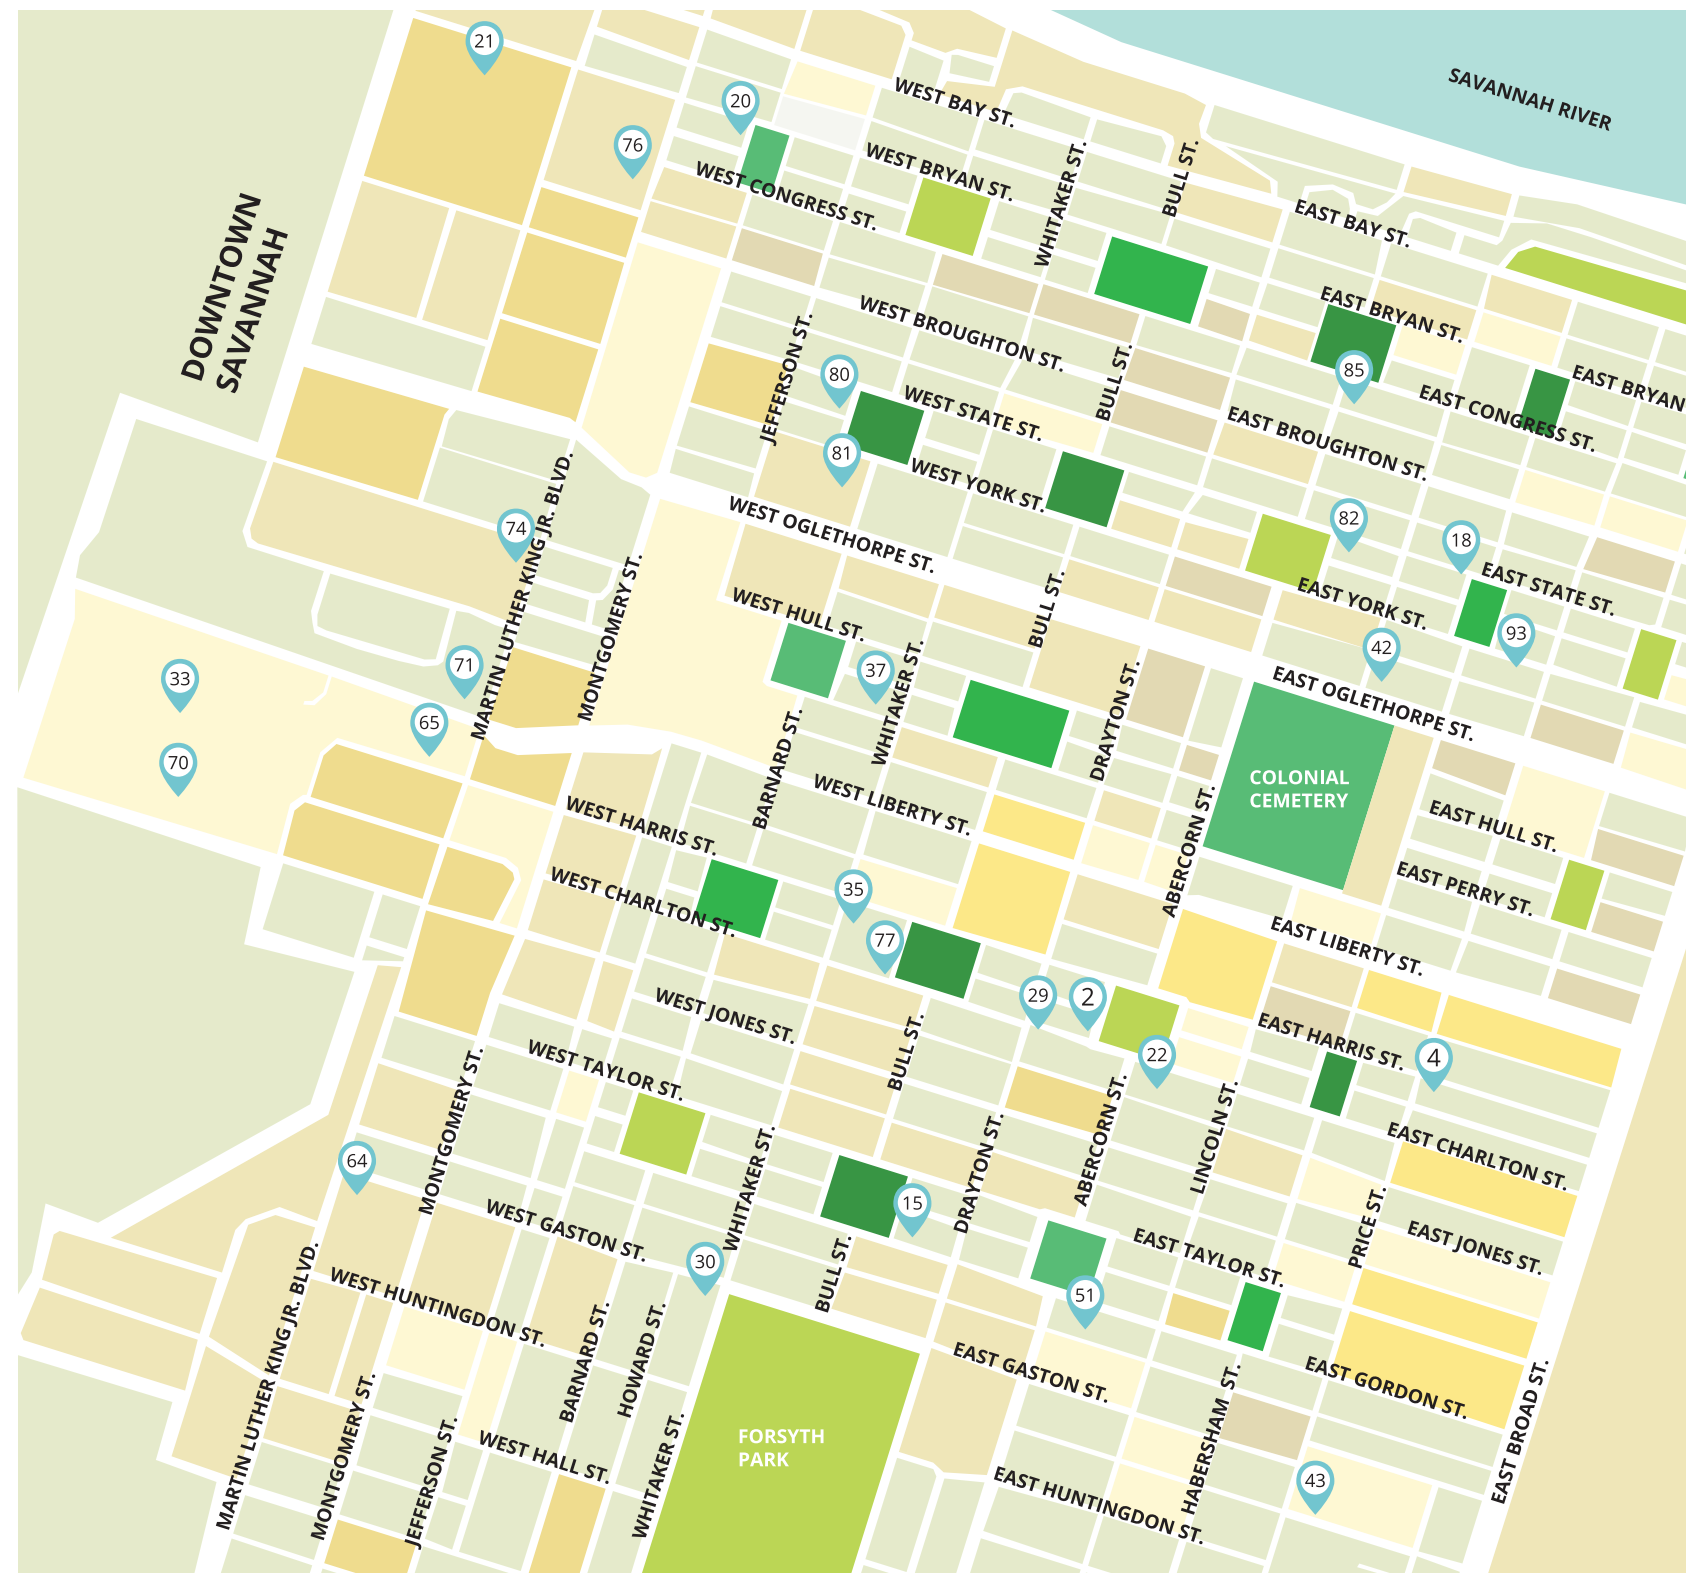 21
20
76
WEST BAY ST.
SAVANNAH RIVER
WEST BRYAN ST.
WEST CONGRESS ST.
WHITAKER ST.
BULL ST.
EAST BAY ST.
DOWNTOWN
SAVANNAH
EAST BRYAN ST.
WEST BROUGHTON ST.
JEFFERSON ST.
80
85
BULL ST.
EAST BRYAN
EAST CONGRESS ST.
WEST STATE ST.
EAST BROUGHTON ST.
81
WEST YORK ST.
MARTIN LUTHER KING JR. BLVD.
74
WEST OGLETHORPE ST.
82
18
EAST STATE ST.
EAST YORK ST.
MONTGOMERY ST.
WEST HULL ST.
BULL ST.
93
42
33
71
37
WHITAKER ST.
DRAYTON ST.
EAST OGLETHORPE ST.
65
70
BARNARD ST.
COLONIAL
CEMETERY
WEST LIBERTY ST.
WEST HARRIS ST.
ABERCORN ST.
EAST HULL ST.
WEST CHARLTON ST.
35
EAST PERRY ST.
77
EAST LIBERTY ST.
29
2
WEST JONES ST.
BULL ST.
22
EAST HARRIS ST.
4
WEST TAYLOR ST.
MONTGOMERY ST.
ABERCORN ST.
LINCOLN ST.
EAST CHARLTON ST.
64
WHITAKER ST.
DRAYTON ST.
15
PRICE ST.
WEST GASTON ST.
EAST JONES ST.
EAST TAYLOR ST.
30
BULL ST.
51
WEST HUNTINGDON ST.
MARTIN LUTHER KING JR. BLVD.
BARNARD ST.
HOWARD ST.
EAST GASTON ST.
EAST GORDON ST.
HABERSHAM ST.
EAST BROAD ST.
MONTGOMERY ST.
JEFFERSON ST.
WEST HALL ST.
WHITAKER ST.
FORSYTH
PARK
EAST HUNTINGDON ST.
43